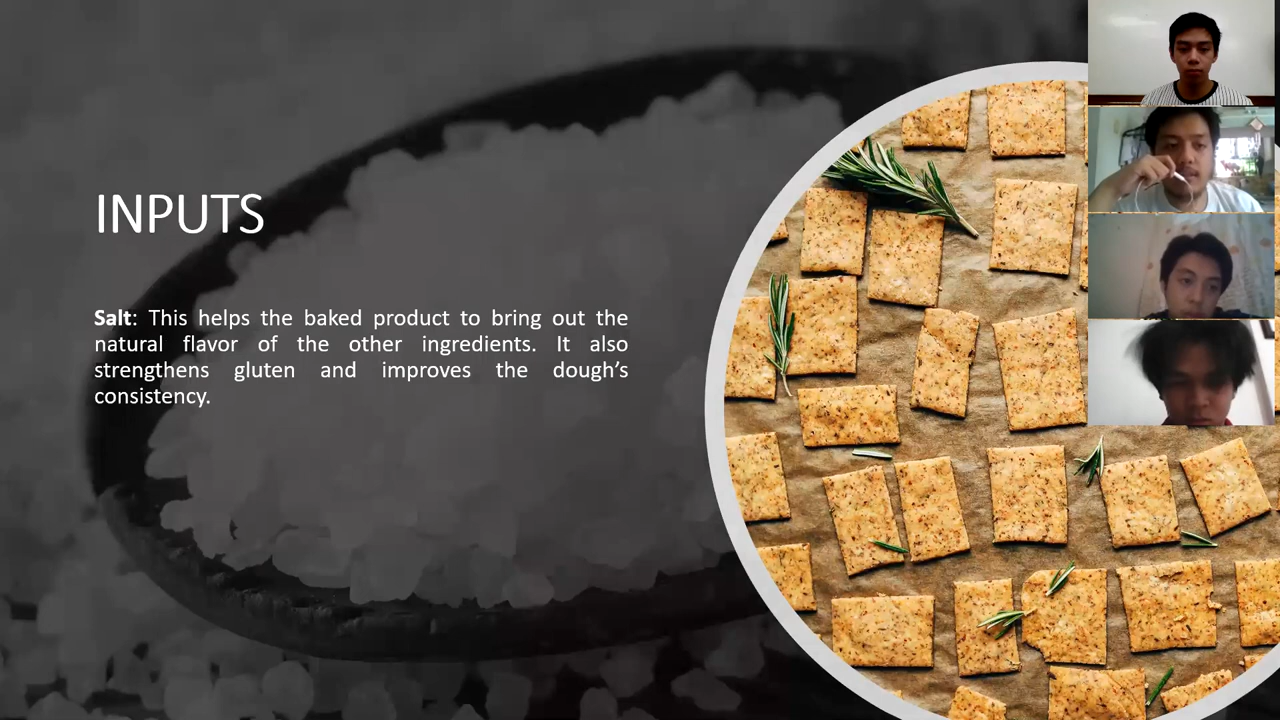 INPUTS
Salt: This helps the baked product to bring out the
natural flavor of the other ingredients. It also
strengthens gluten and improves the dough’s
consistency.